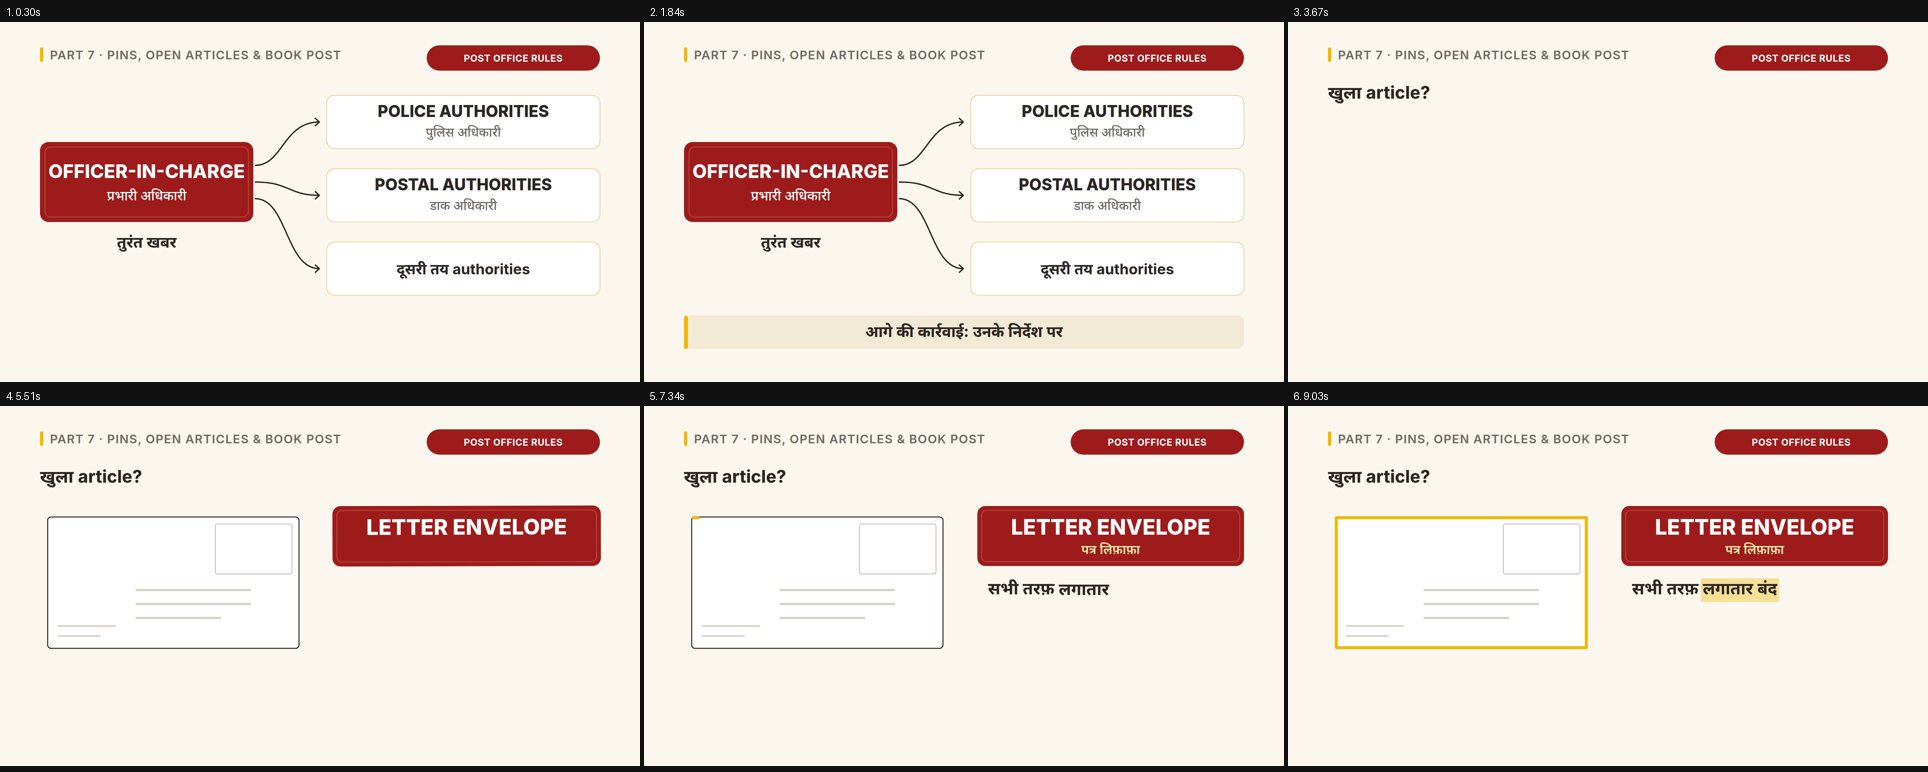 1. 0.30s
PART 7 · PINS, OPEN ARTICLES & BOOK POST
POST OFFICE RULES
OFFICER-IN-CHARGE
प्रभारी अधिकारी
तुरंत खबर
POLICE AUTHORITIES
पुलिस अधिकारी
POSTAL AUTHORITIES
डाक अधिकारी
दूसरी तय authorities
2. 1.84s
PART 7 · PINS, OPEN ARTICLES & BOOK POST
POST OFFICE RULES
OFFICER-IN-CHARGE
प्रभारी अधिकारी
तुरंत खबर
POLICE AUTHORITIES
पुलिस अधिकारी
POSTAL AUTHORITIES
डाक अधिकारी
दूसरी तय authorities
आगे की कार्रवाई: उनके निर्देश पर
3. 3.67s
PART 7 · PINS, OPEN ARTICLES & BOOK POST
POST OFFICE RULES
खुला article?
4. 5.51s
PART 7 · PINS, OPEN ARTICLES & BOOK POST
POST OFFICE RULES
खुला article?
LETTER ENVELOPE
5. 7.34s
PART 7 · PINS, OPEN ARTICLES & BOOK POST
POST OFFICE RULES
खुला article?
LETTER ENVELOPE
पत्र लिफ़ाफ़ा
सभी तरफ़ लगातार
6. 9.03s
PART 7 · PINS, OPEN ARTICLES & BOOK POST
POST OFFICE RULES
खुला article?
LETTER ENVELOPE
पत्र लिफ़ाफ़ा
सभी तरफ़ लगातार बंद